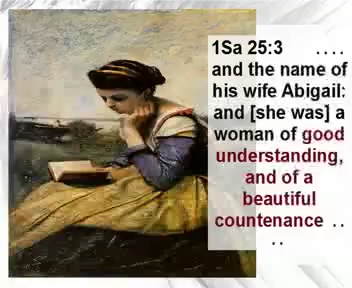 1Sa 25:3 ....
and the name of
his wife Abigail:
and [she was] a
woman of good
understanding,
and of a
beautiful
countenance ..
..